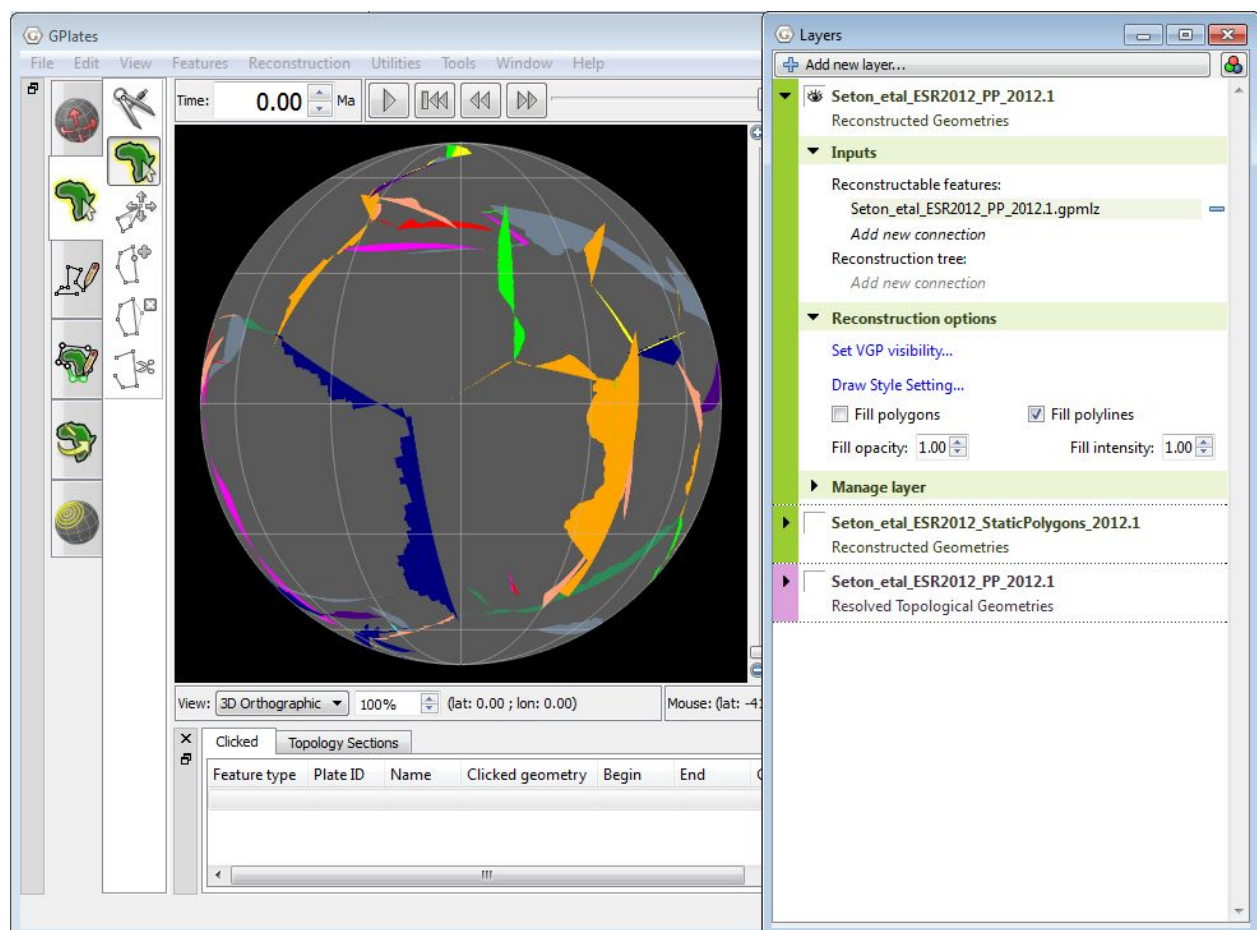 GPlates
File Edit View Features Reconstruction Utilities Tools Window Help
Time: 0.00 Ma
View: 3D Orthographic 100% (lat: 0.00 ; lon: 0.00) Mouse: (lat: -41
Clicked Topology Sections
Feature type Plate ID Name Clicked geometry Begin End
Layers
Add new layer...
Seton_etal_ESR2012_PP_2012.1
Reconstructed Geometries
Inputs
Reconstructable features:
Seton_etal_ESR2012_PP_2012.1.gpmlz
Add new connection
Reconstruction tree:
Add new connection
Reconstruction options
Set VGP visibility...
Draw Style Setting...
Fill polygons Fill polylines
Fill opacity: 1.00 Fill intensity: 1.00
Manage layer
Seton_etal_ESR2012_StaticPolygons_2012.1
Reconstructed Geometries
Seton_etal_ESR2012_PP_2012.1
Resolved Topological Geometries